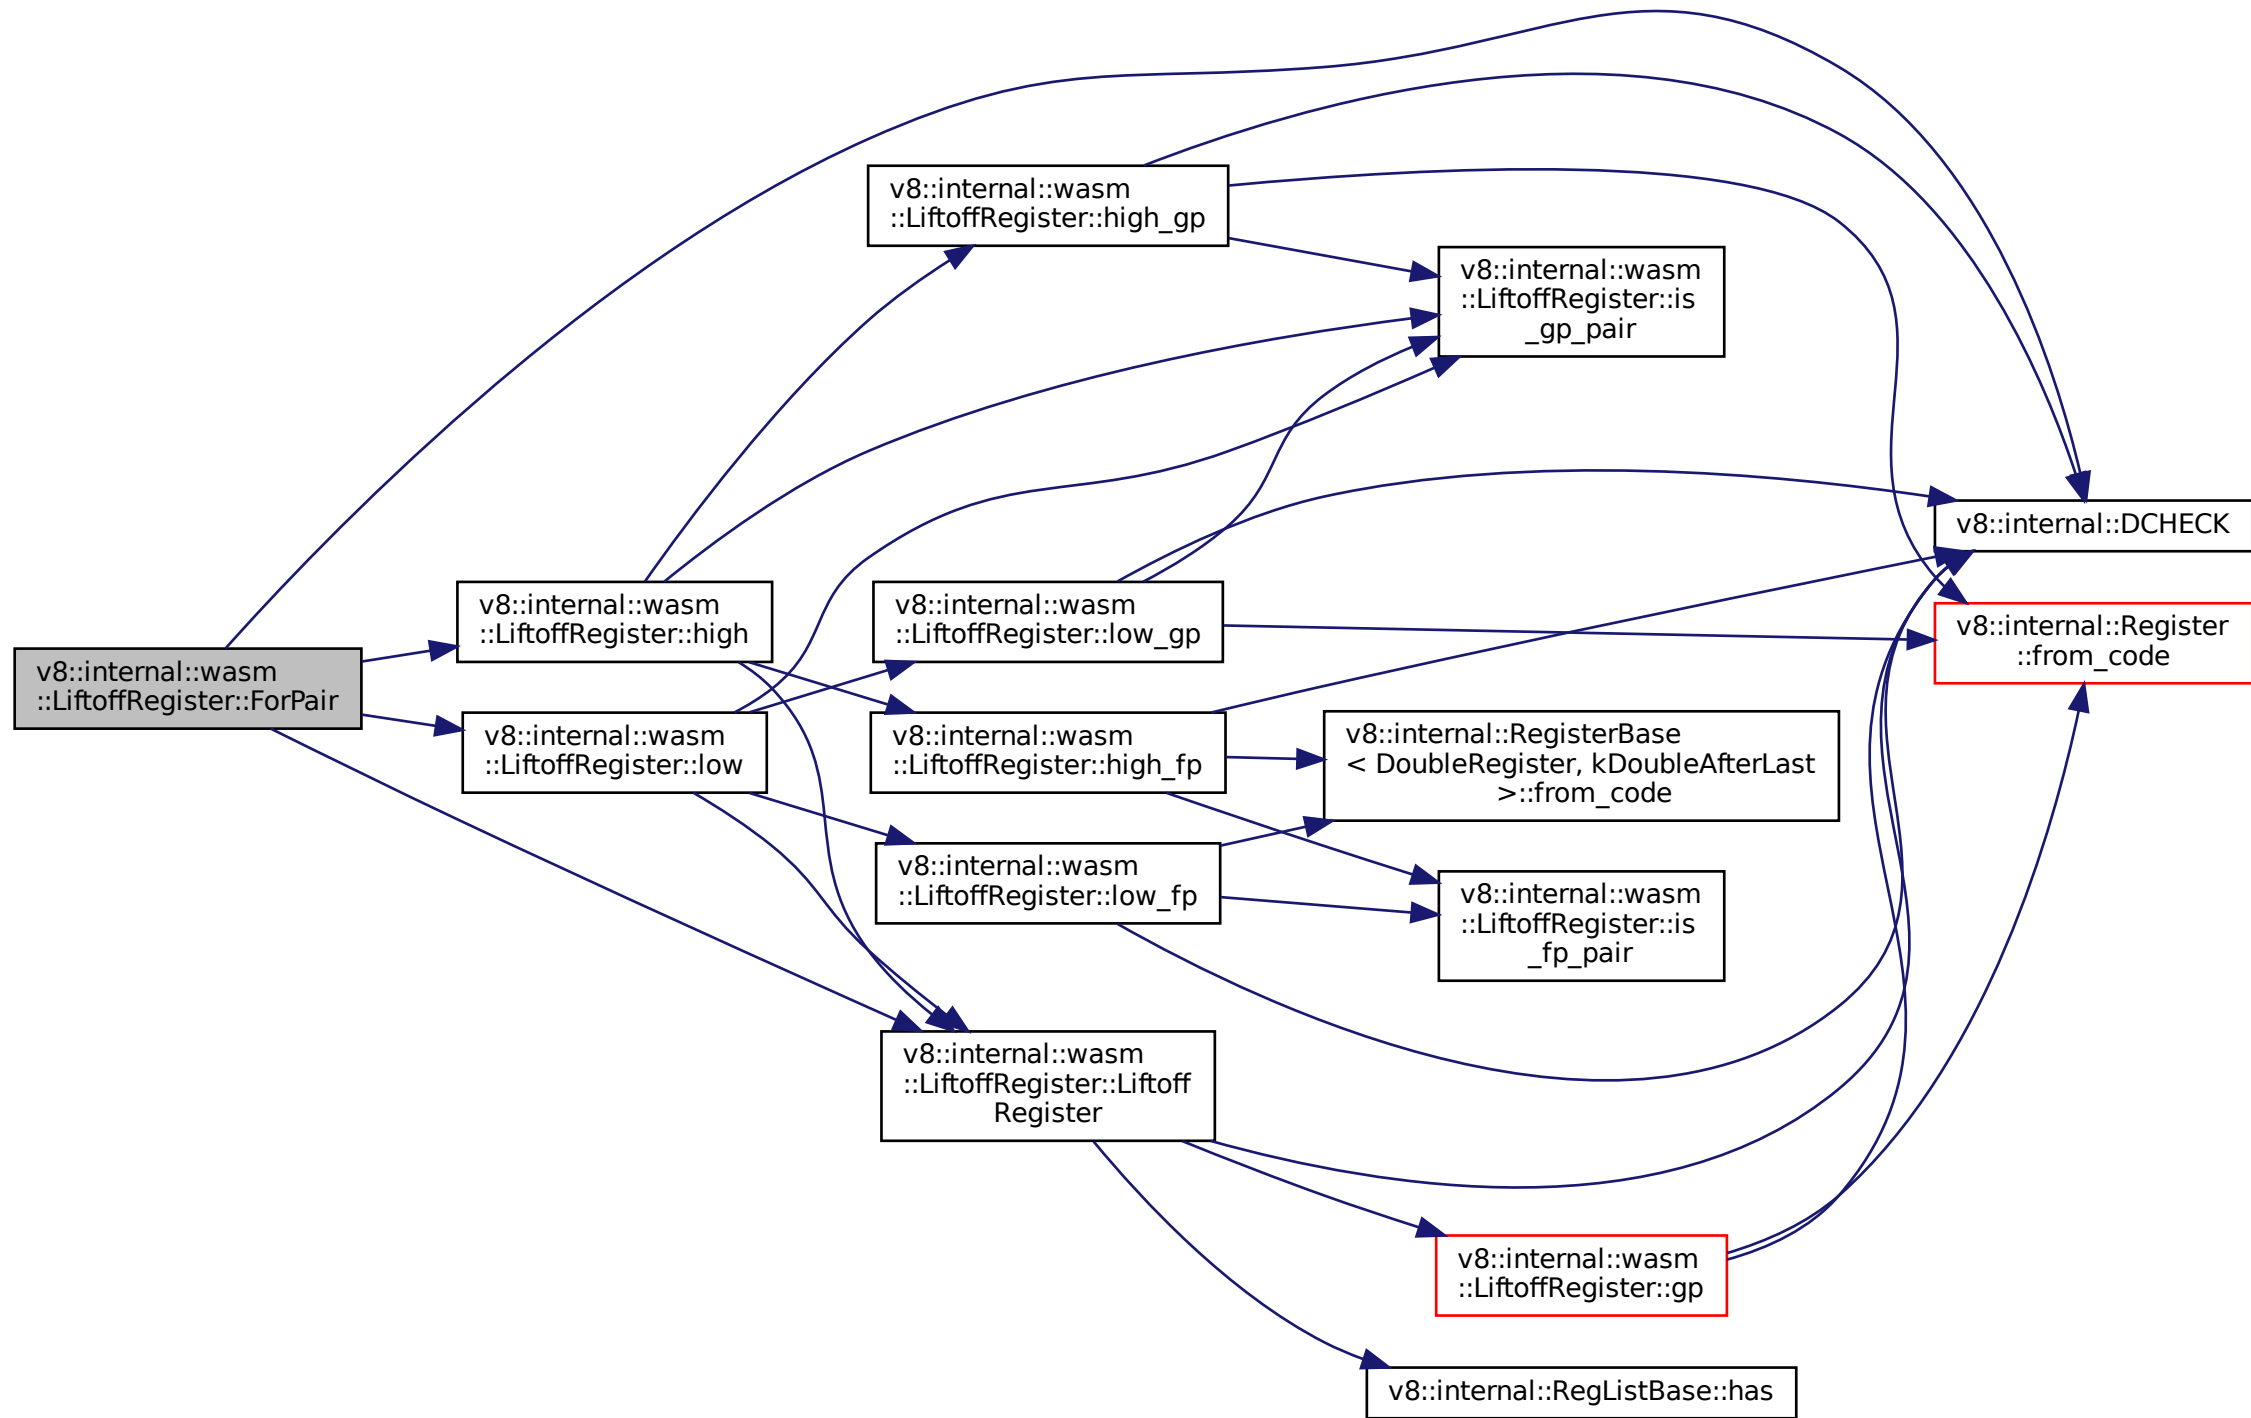 v8::internal::wasm
::LiftoffRegister::ForPair
v8::internal::wasm
::LiftoffRegister::high
v8::internal::wasm
::LiftoffRegister::low
v8::internal::wasm
::LiftoffRegister::high_gp
v8::internal::wasm
::LiftoffRegister::low_gp
v8::internal::wasm
::LiftoffRegister::high_fp
v8::internal::wasm
::LiftoffRegister::low_fp
v8::internal::wasm
::LiftoffRegister::Liftoff
Register
v8::internal::wasm
::LiftoffRegister::is
_gp_pair
v8::internal::RegisterBase
< DoubleRegister, kDoubleAfterLast
>::from_code
v8::internal::wasm
::LiftoffRegister::is
_fp_pair
v8::internal::wasm
::LiftoffRegister::gp
v8::internal::RegListBase::has
v8::internal::DCHECK
v8::internal::Register
::from_code